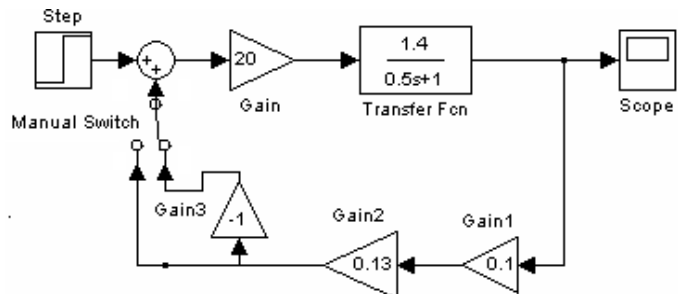 Step
+
+
20
Gain
1.4
0.5s+1
Transfer Fcn
Scope
Manual Switch
Gain3
-1
Gain2
0.13
Gain1
0.1